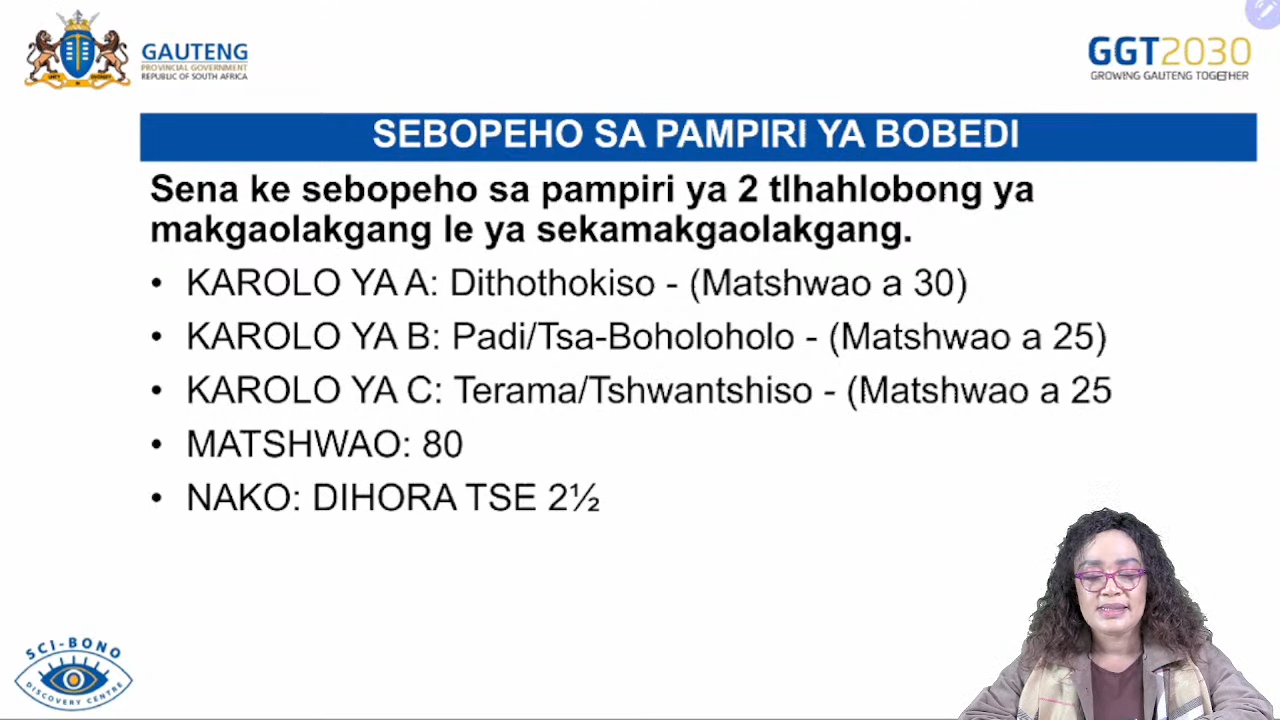 GAUTENG
PROVINCIAL GOVERNMENT
REPUBLIC OF SOUTH AFRICA
GGT2030
GROWING GAUTENG TOGETHER
SEBOPEHO SA PAMPIRI YA BOBEDI
Sena ke sebopeho sa pampiri ya 2 tlhahlobong ya
makgaolakgang le ya sekamakgaolakgang.
• KAROLO YA A: Dithothokiso - (Matshwao a 30)
• KAROLO YA B: Padi/Tsa-Boholoholo - (Matshwao a 25)
• KAROLO YA C: Terama/Tshwantshiso - (Matshwao a 25
• MATSHWAO: 80
• NAKO: DIHORA TSE 2½
SCI-BONO
DISCOVERY CENTRE